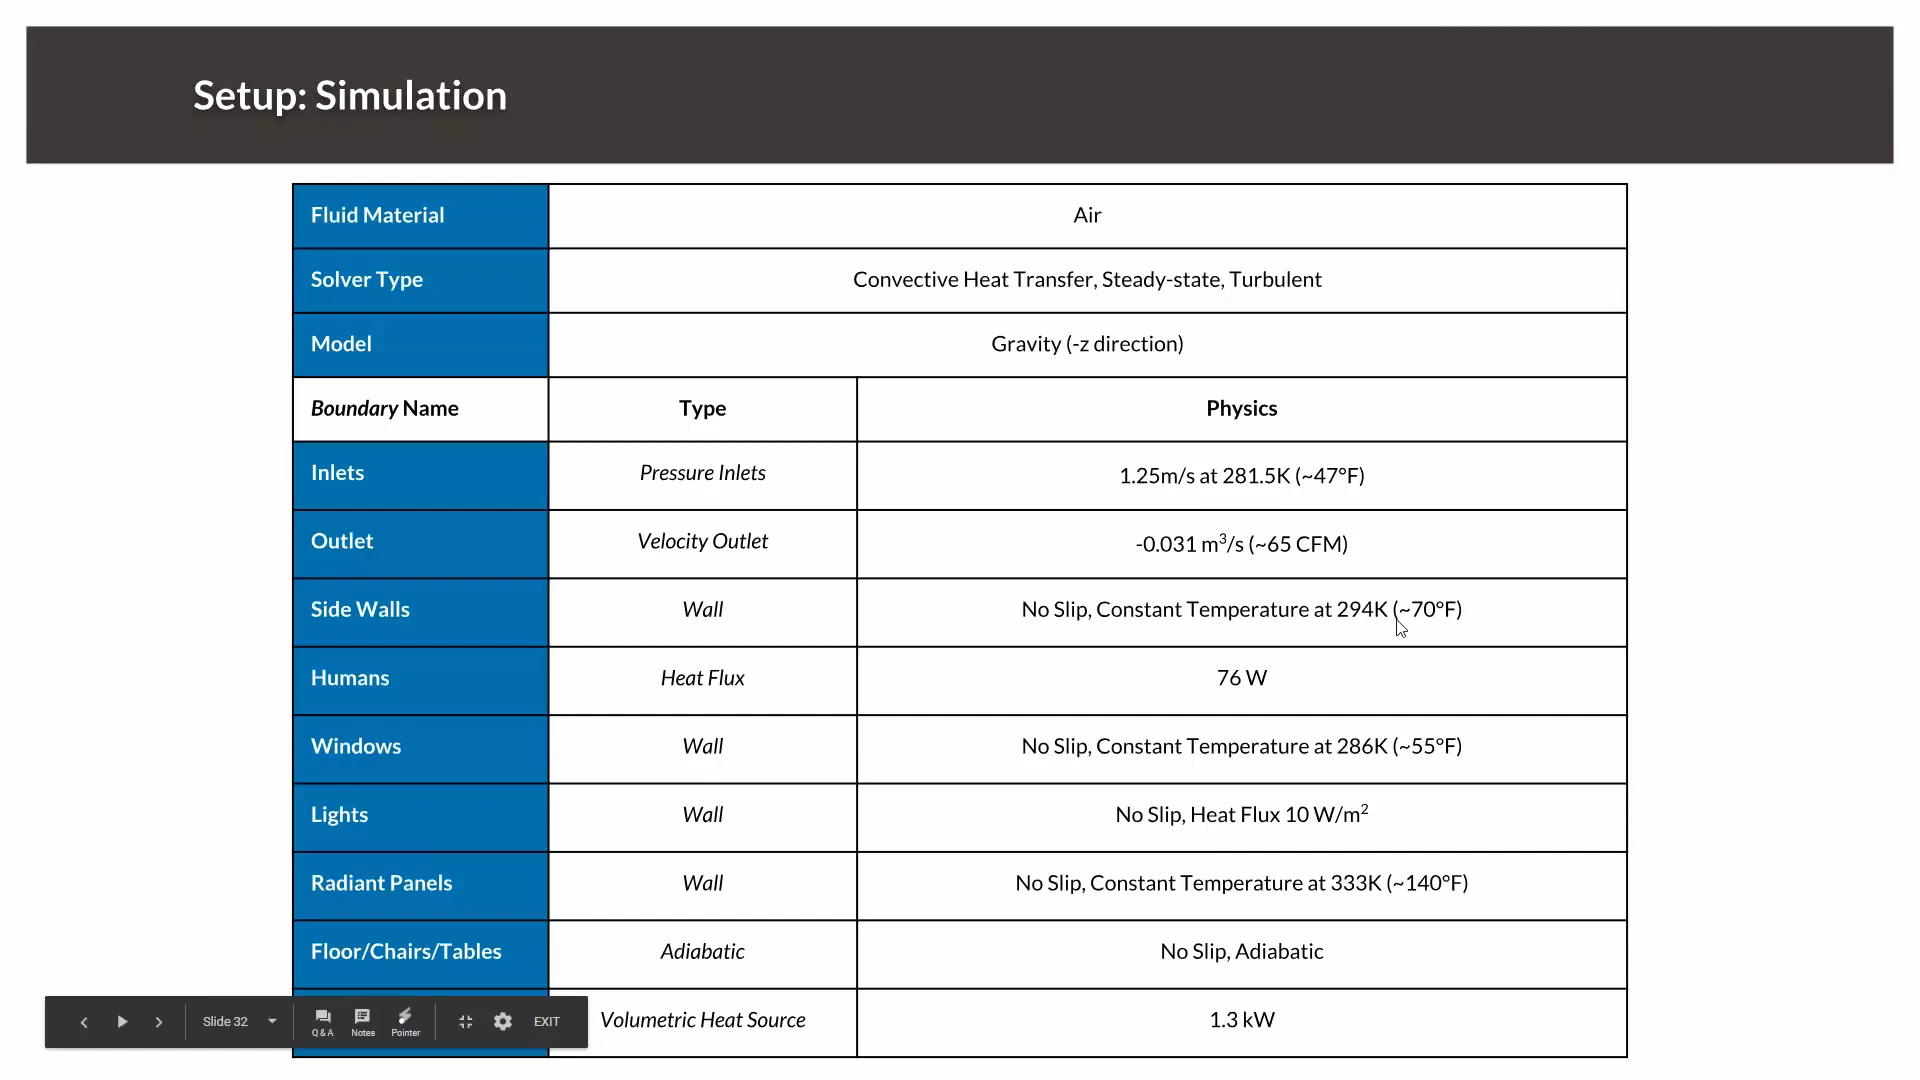 Setup: Simulation
Fluid Material Air
Solver Type Convective Heat Transfer, Steady-state, Turbulent
Model Gravity (-z direction)
Boundary Name Type Physics
Inlets Pressure Inlets 1.25m/s at 281.5K (~47°F)
Outlet Velocity Outlet -0.031 m³/s (~65 CFM)
Side Walls Wall No Slip, Constant Temperature at 294K (~70°F)
Humans Heat Flux 76 W
Windows Wall No Slip, Constant Temperature at 286K (~55°F)
Lights Wall No Slip, Heat Flux 10 W/m²
Radiant Panels Wall No Slip, Constant Temperature at 333K (~140°F)
Floor/Chairs/Tables Adiabatic No Slip, Adiabatic
Volumetric Heat Source 1.3 kW
Slide 32 Q & A Notes Pointer EXIT